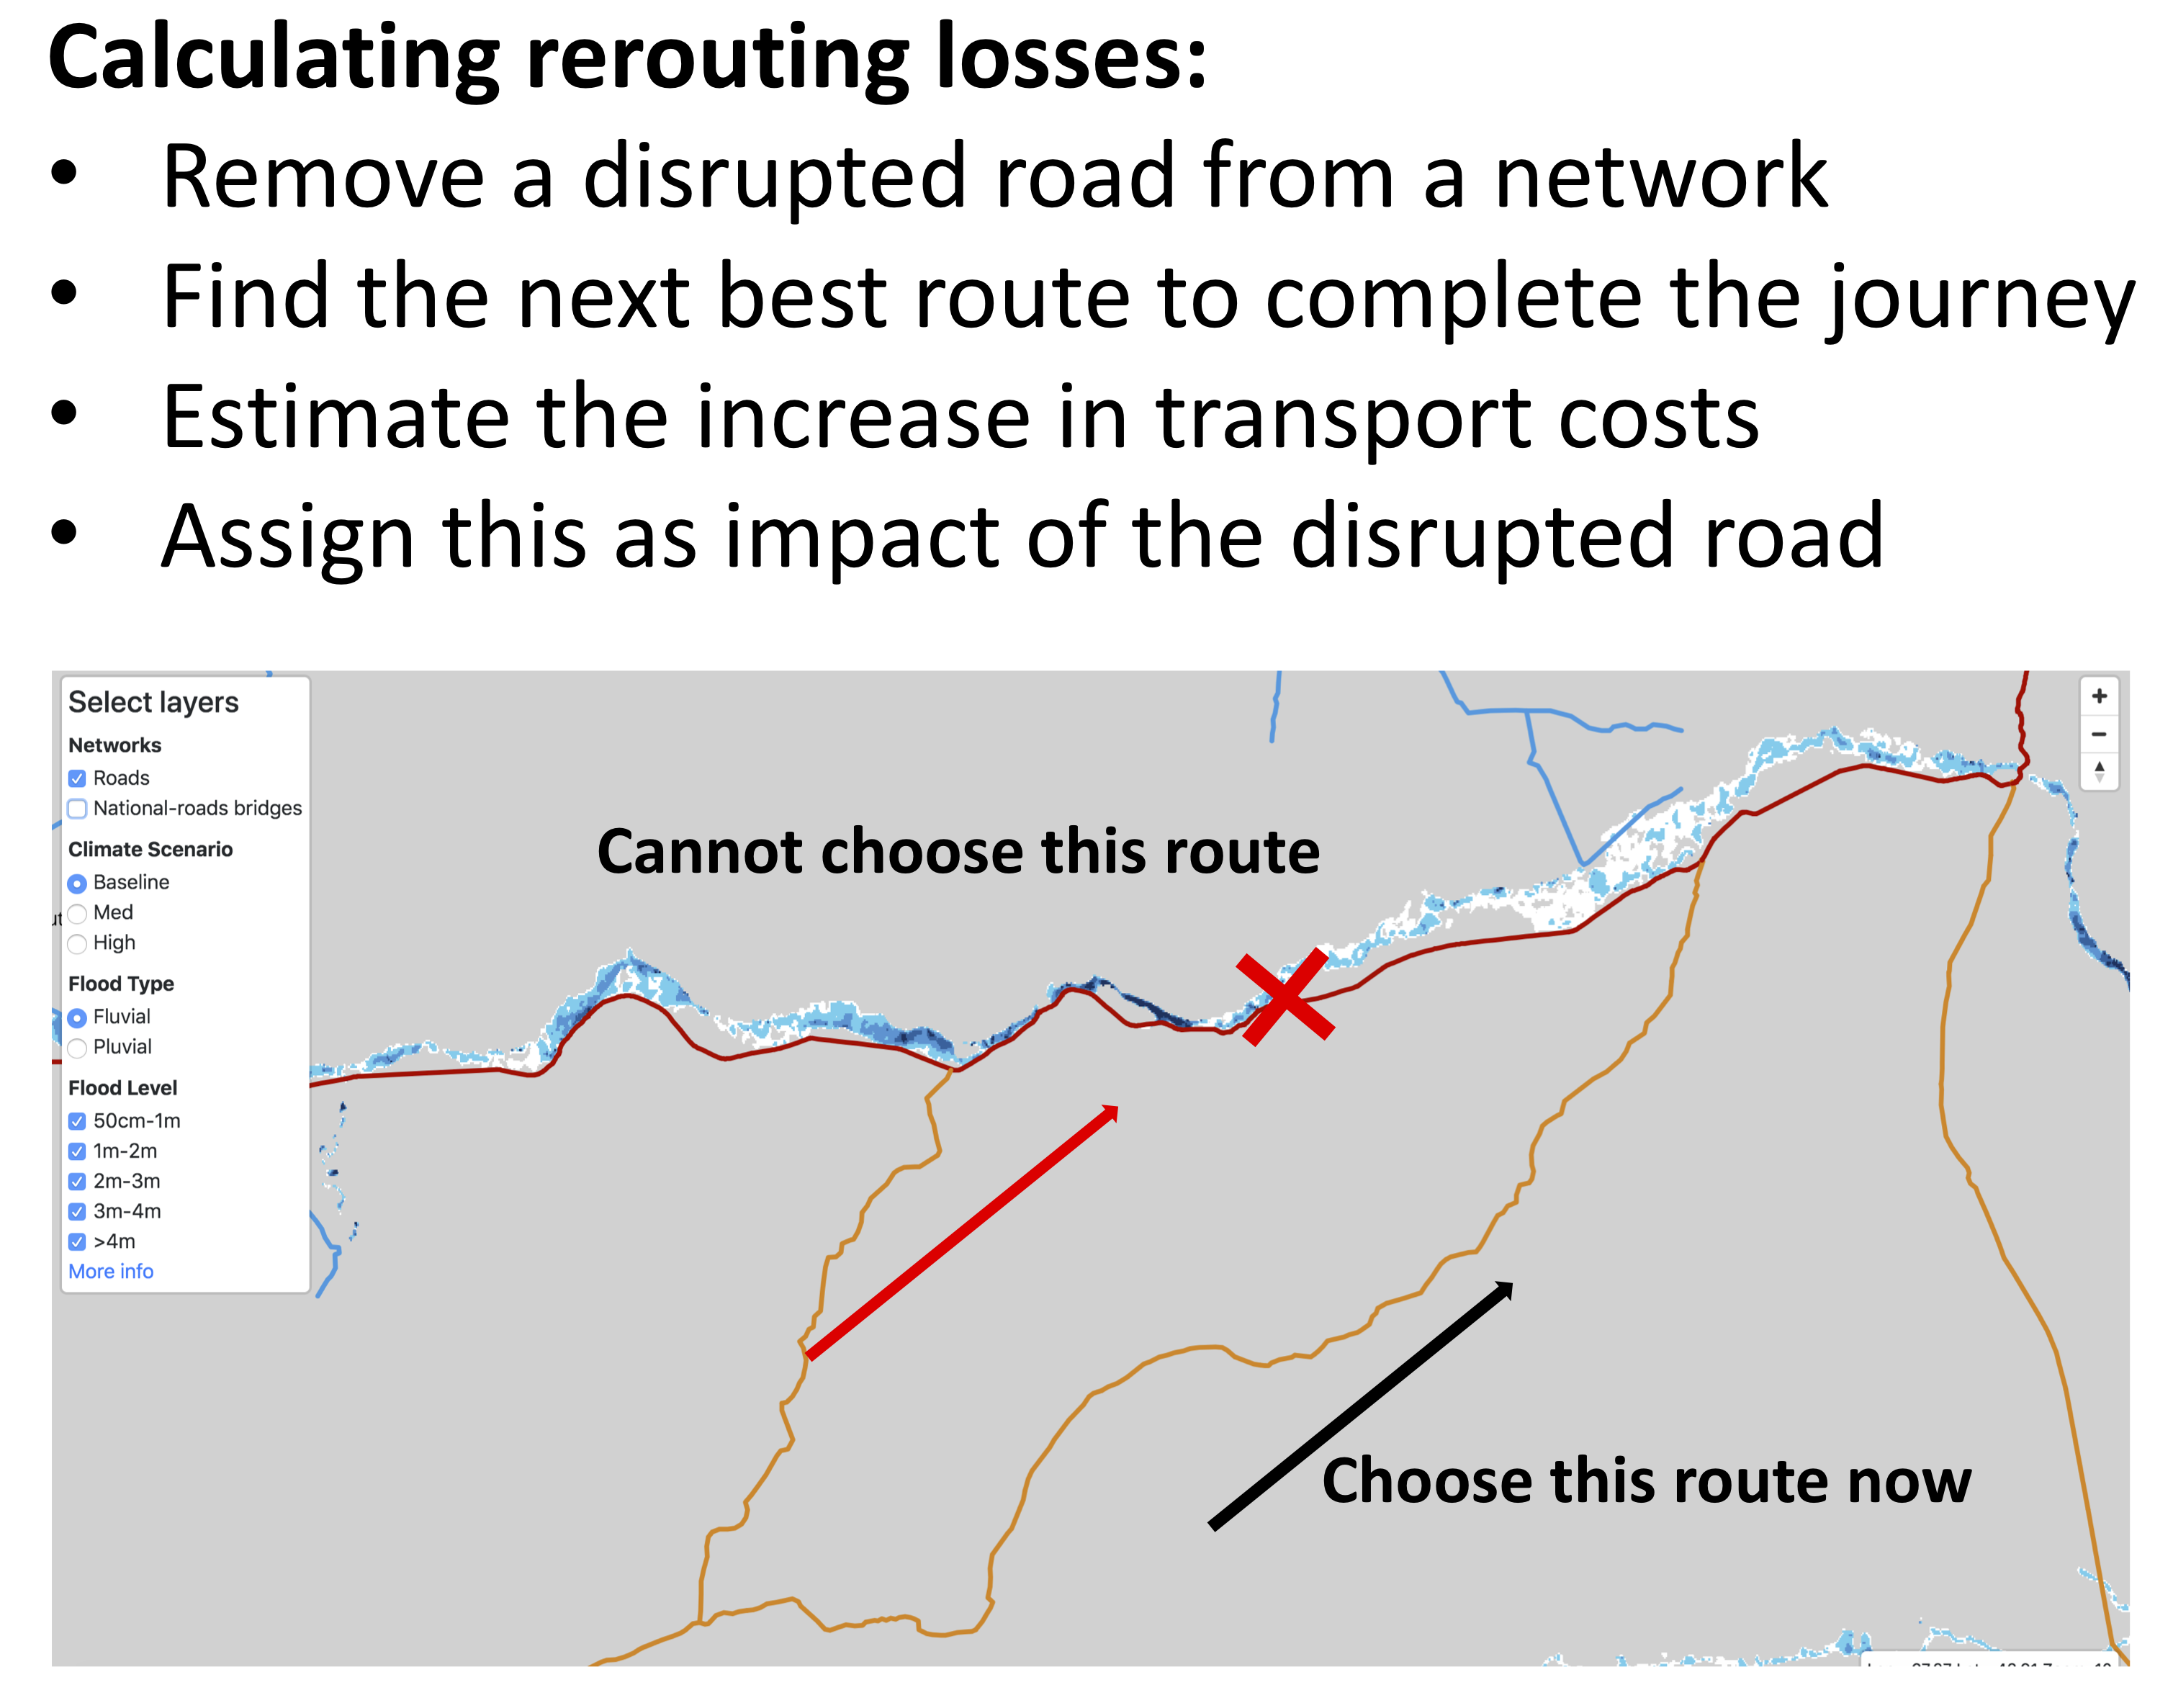 Calculating rerouting losses:
• Remove a disrupted road from a network
• Find the next best route to complete the journey
• Estimate the increase in transport costs
• Assign this as impact of the disrupted road
Select layers
Networks
Roads
National-roads bridges
Climate Scenario
Baseline
Med
High
Flood Type
Fluvial
Pluvial
Flood Level
50cm-1m
1m-2m
2m-3m
3m-4m
>4m
More info
Cannot choose this route
Choose this route now